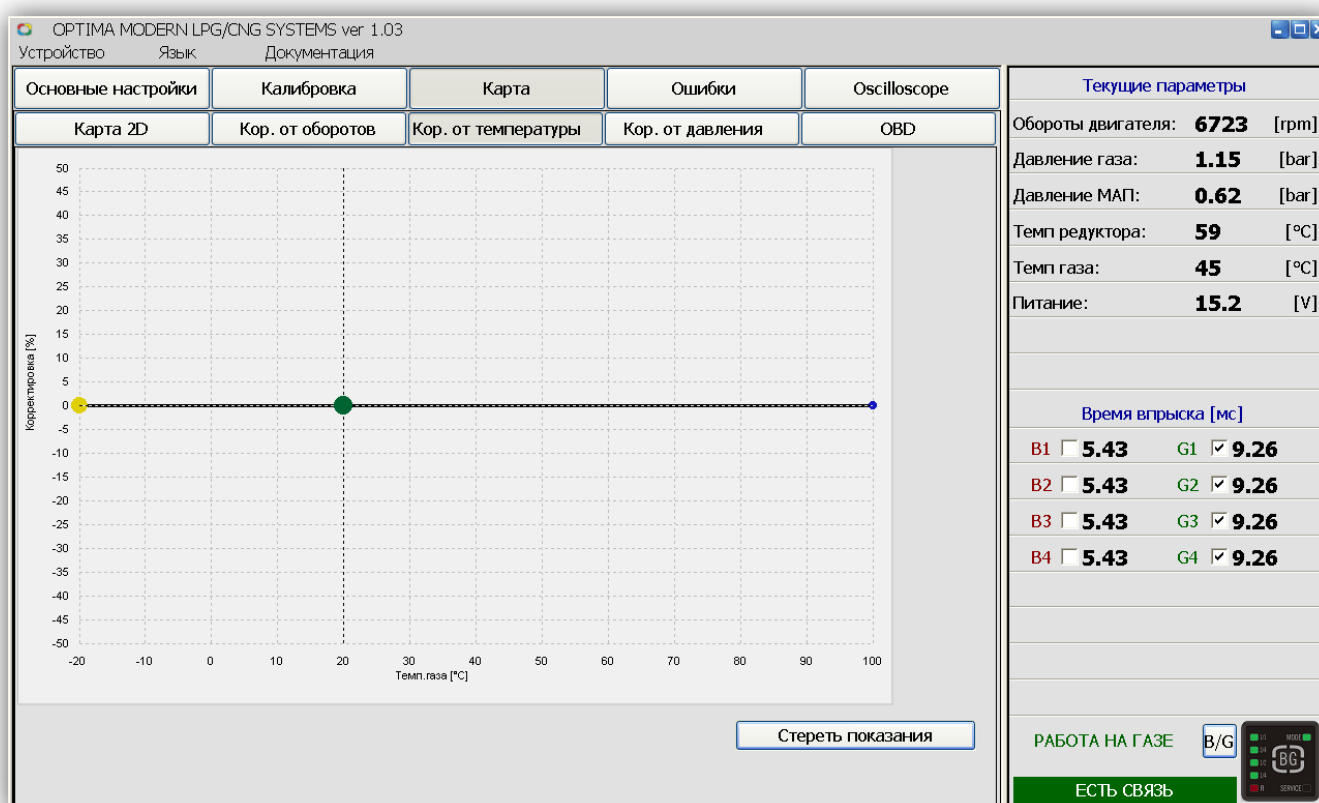 OPTIMA MODERN LPG/CNG SYSTEMS ver 1.03
Устройство Язык Документация
Основные настройки Калибровка Карта Ошибки Oscilloscope
Карта 2D Кор. от оборотов Кор. от температуры Кор. от давления OBD
50
45
40
35
30
25
20
15
10
5
0
-5
-10
-15
-20
-25
-30
-35
-40
-45
-50
Корректировка [%]
-20 -10 0 10 20 30 40 50 60 70 80 90 100
Темп.газа [°C]
Стереть показания
Текущие параметры
Обороты двигателя: 6723 [rpm]
Давление газа: 1.15 [bar]
Давление МАП: 0.62 [bar]
Темп редуктора: 59 [°C]
Темп газа: 45 [°C]
Питание: 15.2 [V]
Время впрыска [мс]
B1 5.43 G1 9.26
B2 5.43 G2 9.26
B3 5.43 G3 9.26
B4 5.43 G4 9.26
РАБОТА НА ГАЗЕ B/G
MODE
BG
R SERVICE
ЕСТЬ СВЯЗЬ